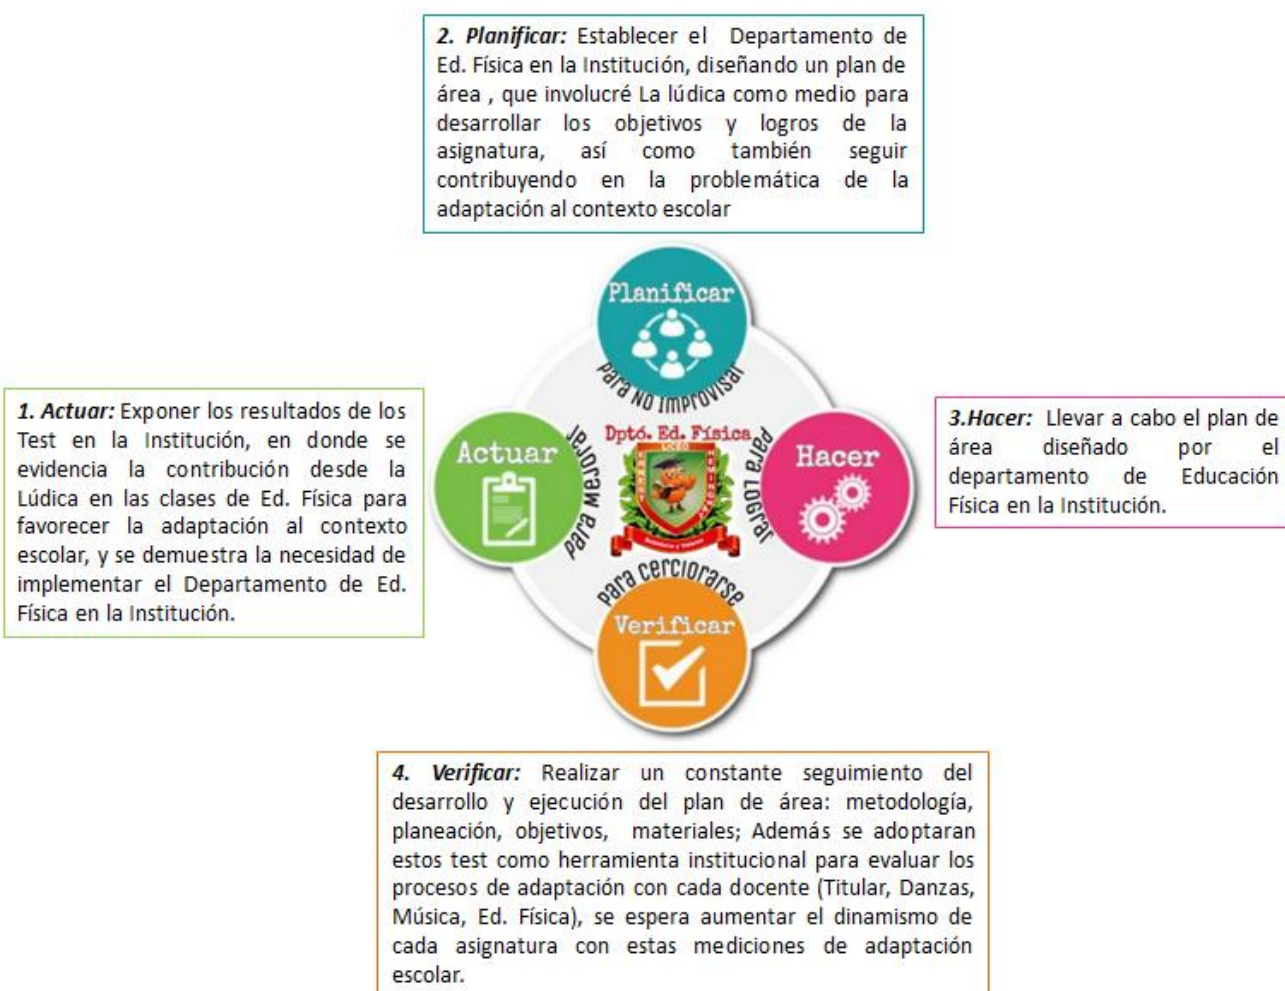 2. Planificar: Establecer el Departamento de
Ed. Física en la Institución, diseñando un plan de
área , que involucré La lúdica como medio para
desarrollar los objetivos y logros de la
asignatura, así como también seguir
contribuyendo en la problemática de la
adaptación al contexto escolar
Planificar
para NO IMPROVISAR
1. Actuar: Exponer los resultados de los
Test en la Institución, en donde se
evidencia la contribución desde la
Lúdica en las clases de Ed. Física para
favorecer la adaptación al contexto
escolar, y se demuestra la necesidad de
implementar el Departamento de Ed.
Física en la Institución.
Actuar
para Mejorar
Dptó. Ed. Física
LICEO
para LOGRAR
Hacer
3.Hacer: Llevar a cabo el plan de
área diseñado por el
departamento de Educación
Física en la Institución.
para cerciorarse
Verificar
4. Verificar: Realizar un constante seguimiento del
desarrollo y ejecución del plan de área: metodología,
planeación, objetivos, materiales; Además se adoptaran
estos test como herramienta institucional para evaluar los
procesos de adaptación con cada docente (Titular, Danzas,
Música, Ed. Física), se espera aumentar el dinamismo de
cada asignatura con estas mediciones de adaptación
escolar.